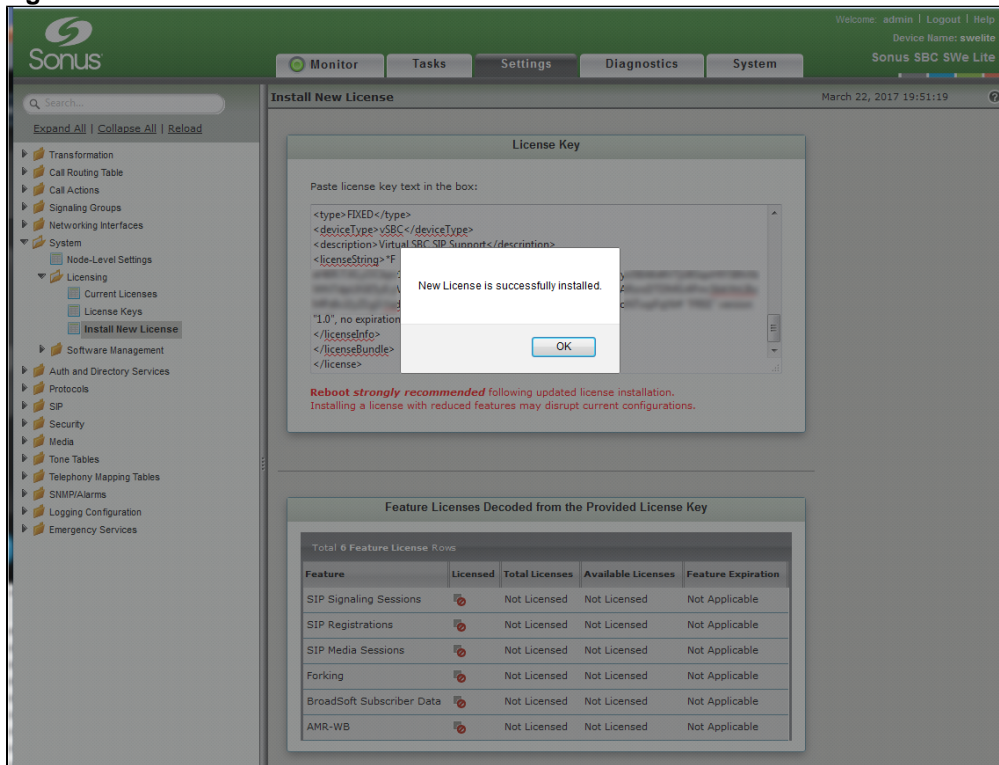 Welcome: admin | Logout | Help
Device Name: swelite
Sonus SBC SWe Lite
Sonus
Monitor
Tasks
Settings
Diagnostics
System
Search...
Expand All | Collapse All | Reload
Transformation
Call Routing Table
Call Actions
Signaling Groups
Networking Interfaces
System
Node-Level Settings
Licensing
Current Licenses
License Keys
Install New License
Software Management
Auth and Directory Services
Protocols
SIP
Security
Media
Tone Tables
Telephony Mapping Tables
SNMP/Alarms
Logging Configuration
Emergency Services
Install New License
March 22, 2017 19:51:19
License Key
Paste license key text in the box:
<type>FIXED</type>
<deviceType>vSBC</deviceType>
<description>Virtual SBC SIP Support</description>
<licenseString>"F
"1.0", no expiration
</licenseInfo>
</licenseBundle>
</license>
New License is successfully installed.
OK
Reboot strongly recommended following updated license installation.
Installing a license with reduced features may disrupt current configurations.
Feature Licenses Decoded from the Provided License Key
Total 6 Feature License Rows
Feature Licensed Total Licenses Available Licenses Feature Expiration
SIP Signaling Sessions Not Licensed Not Licensed Not Applicable
SIP Registrations Not Licensed Not Licensed Not Applicable
SIP Media Sessions Not Licensed Not Licensed Not Applicable
Forking Not Licensed Not Licensed Not Applicable
BroadSoft Subscriber Data Not Licensed Not Licensed Not Applicable
AMR-WB Not Licensed Not Licensed Not Applicable